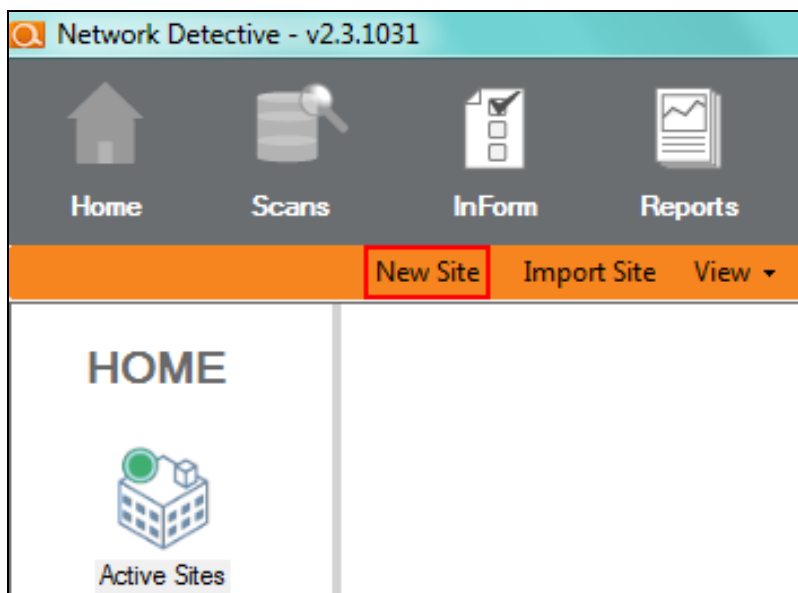 Network Detective - v2.3.1031
Home Scans InForm Reports
New Site Import Site View
HOME
Active Sites